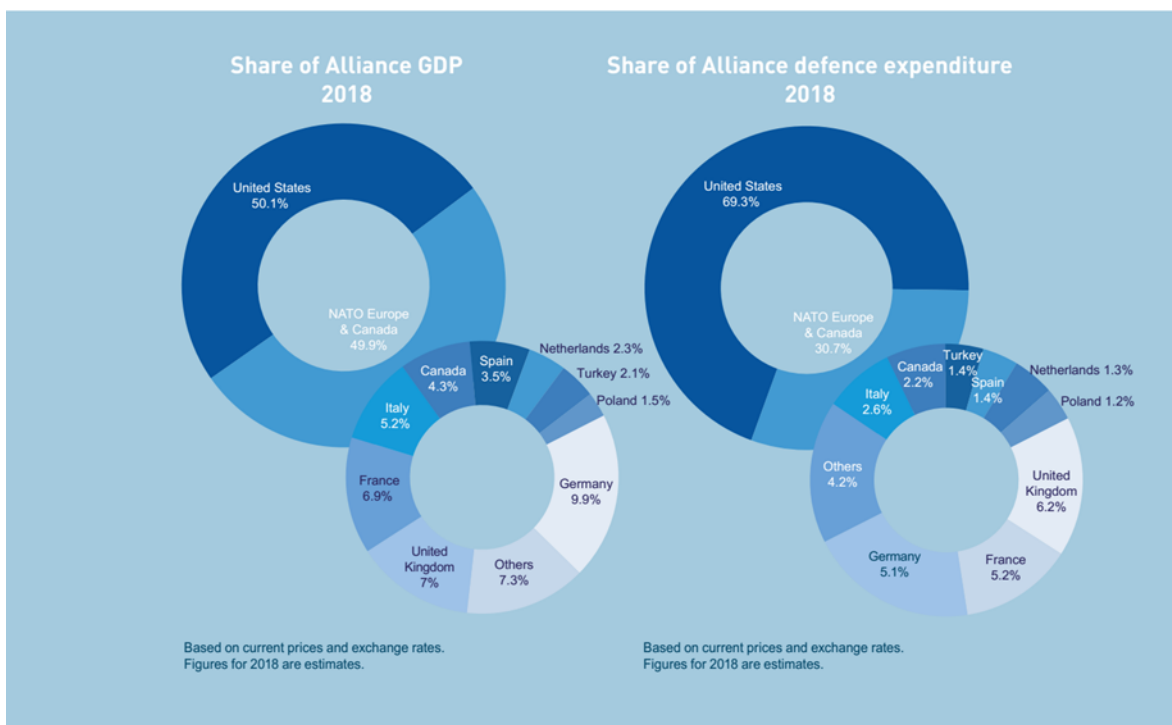 Share of Alliance GDP
2018
United States
50.1%
NATO Europe
& Canada
49.9%
Spain
3.5%
Netherlands 2.3%
Turkey 2.1%
Poland 1.5%
Canada
4.3%
Italy
5.2%
France
6.9%
Germany
9.9%
United
Kingdom
7%
Others
7.3%
Based on current prices and exchange rates.
Figures for 2018 are estimates.
Share of Alliance defence expenditure
2018
United States
69.3%
NATO Europe
& Canada
30.7%
Turkey
1.4%
Spain
1.4%
Netherlands 1.3%
Poland 1.2%
Canada
2.2%
Italy
2.6%
Others
4.2%
United
Kingdom
6.2%
Germany
5.1%
France
5.2%
Based on current prices and exchange rates.
Figures for 2018 are estimates.